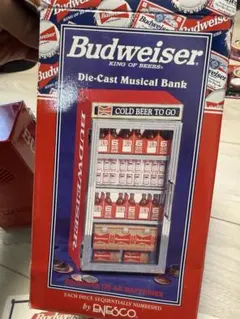 Budweiser
KING OF BEERS®
Die-Cast Musical Bank
COLD BEER TO GO
BUDWEISER
EACH PIECE SEQUENTIALLY NUMBERED
by ENESCO